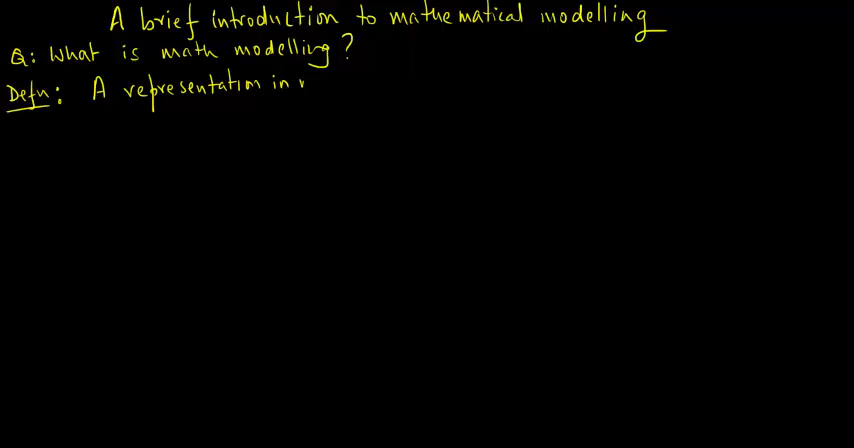 A brief introduction to mathematical modelling
Q: What is math modelling?
Defn: A representation in